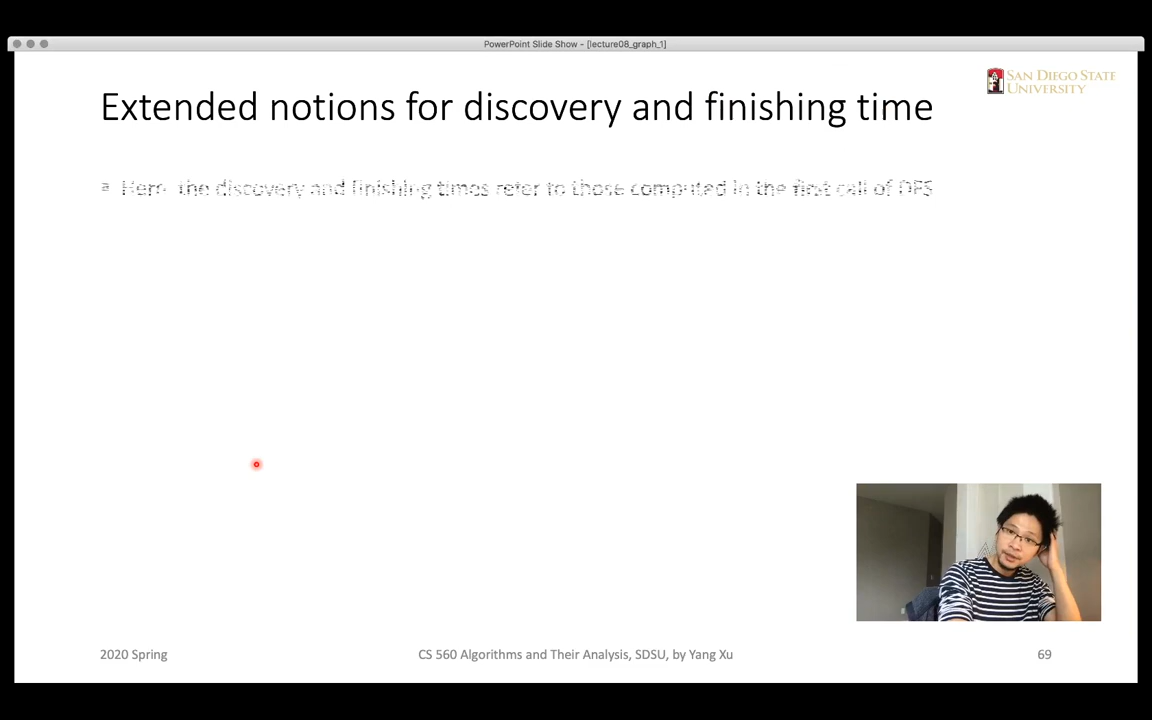 PowerPoint Slide Show - [lecture08_graph_1]
SAN DIEGO STATE
UNIVERSITY
Extended notions for discovery and finishing time
Here the discovery and finishing times refer to those computed in the first call of DFS
2020 Spring
CS 560 Algorithms and Their Analysis, SDSU, by Yang Xu
69